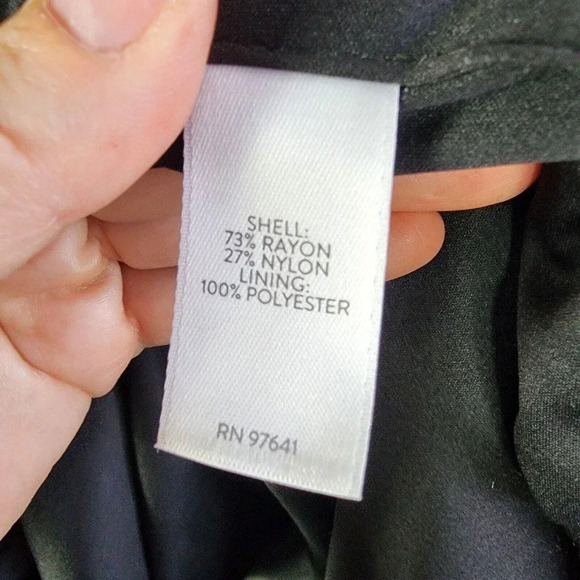 SHELL:
73% RAYON
27% NYLON
LINING:
100% POLYESTER
RN 97641